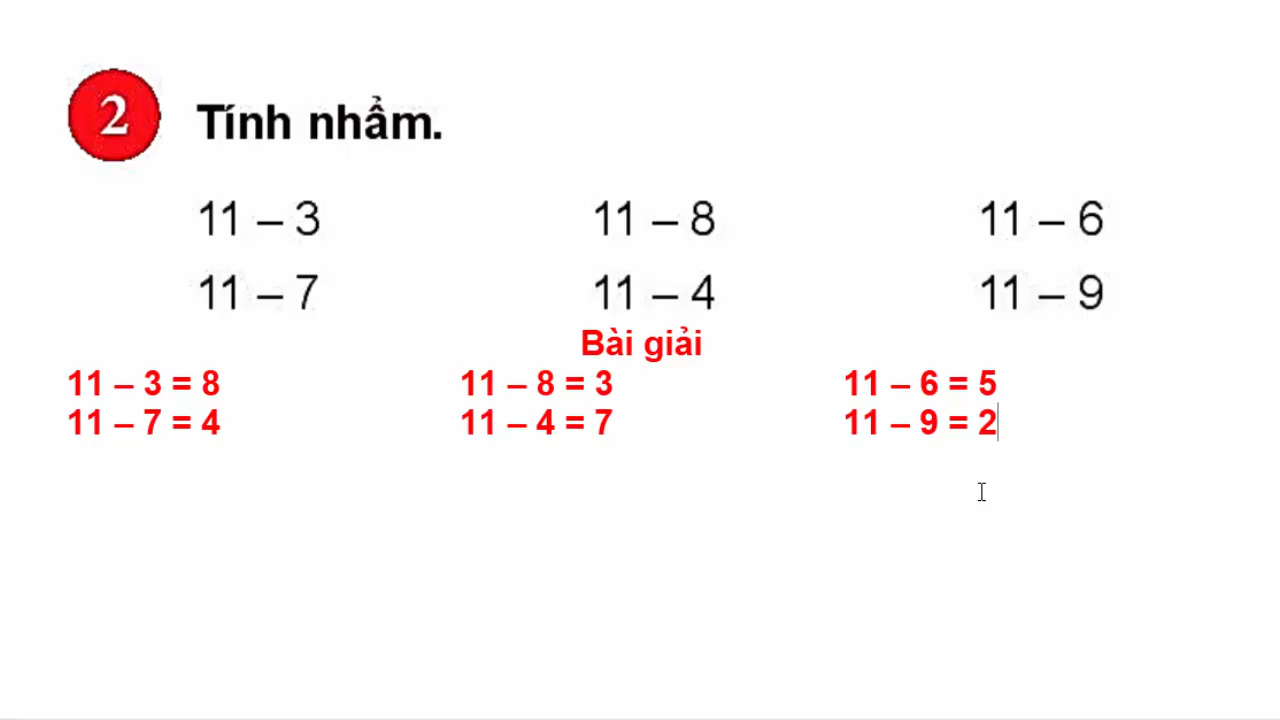 2 Tính nhẩm.
11 – 3 11 – 8 11 – 6
11 – 7 11 – 4 11 – 9
Bài giải
11 – 3 = 8 11 – 8 = 3 11 – 6 = 5
11 – 7 = 4 11 – 4 = 7 11 – 9 = 2